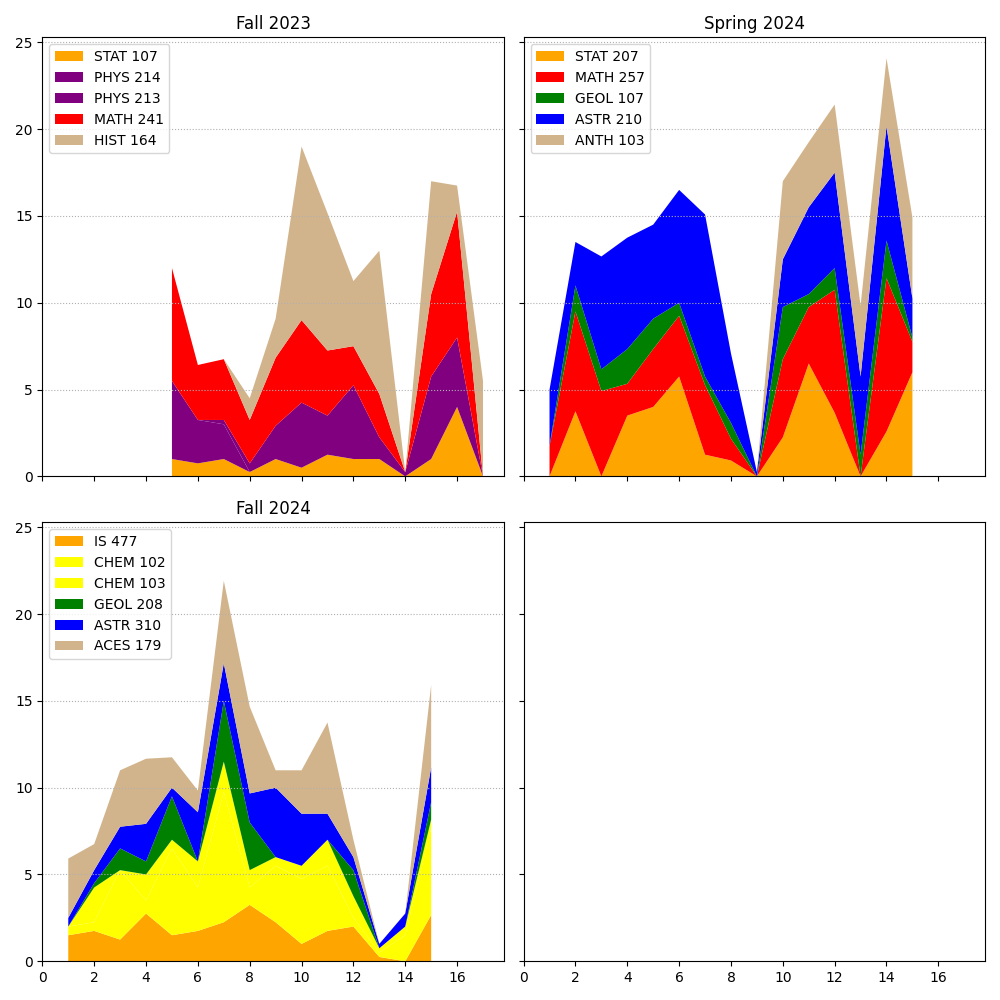 Fall 2023
Spring 2024
25
20
15
10
5
0
STAT 107
PHYS 214
PHYS 213
MATH 241
HIST 164
STAT 207
MATH 257
GEOL 107
ASTR 210
ANTH 103
Fall 2024
25
20
15
10
5
0
IS 477
CHEM 102
CHEM 103
GEOL 208
ASTR 310
ACES 179
0 2 4 6 8 10 12 14 16
0 2 4 6 8 10 12 14 16